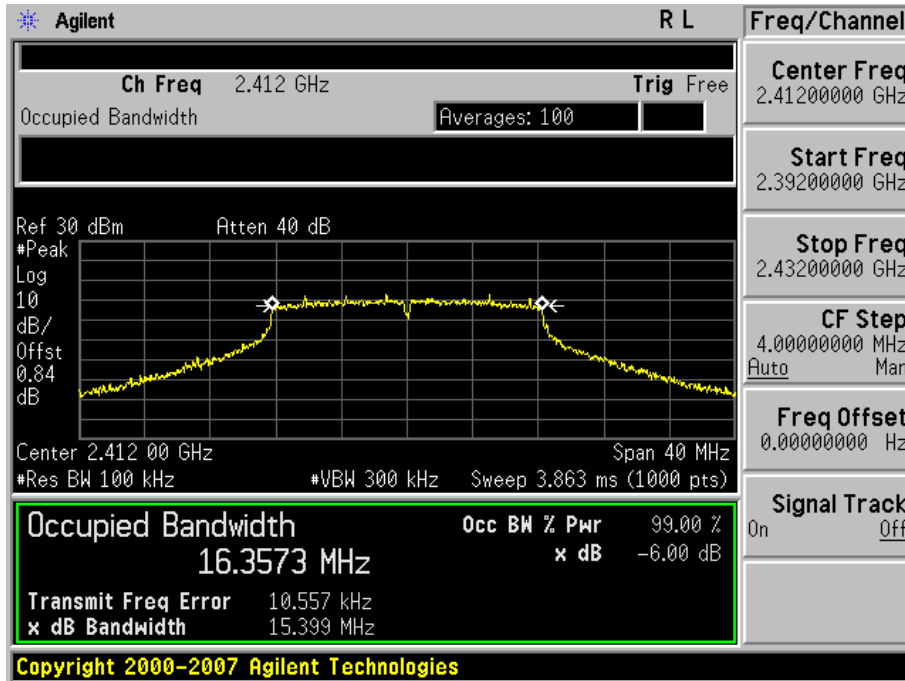 Agilent R L
Freq/Channel
Ch Freq 2.412 GHz Trig Free
Occupied Bandwidth Averages: 100
Ref 30 dBm Atten 40 dB
#Peak
Log
10
dB/
Offst
0.84
dB
Center 2.412 00 GHz Span 40 MHz
#Res BW 100 kHz #VBW 300 kHz Sweep 3.863 ms (1000 pts)
Occupied Bandwidth Occ BW % Pwr 99.00 %
16.3573 MHz x dB -6.00 dB
Transmit Freq Error 10.557 kHz
x dB Bandwidth 15.399 MHz
Copyright 2000-2007 Agilent Technologies
Center Freq
2.41200000 GHz
Start Freq
2.39200000 GHz
Stop Freq
2.43200000 GHz
CF Step
4.00000000 MHz
Auto Man
Freq Offset
0.00000000 Hz
Signal Track
On Off